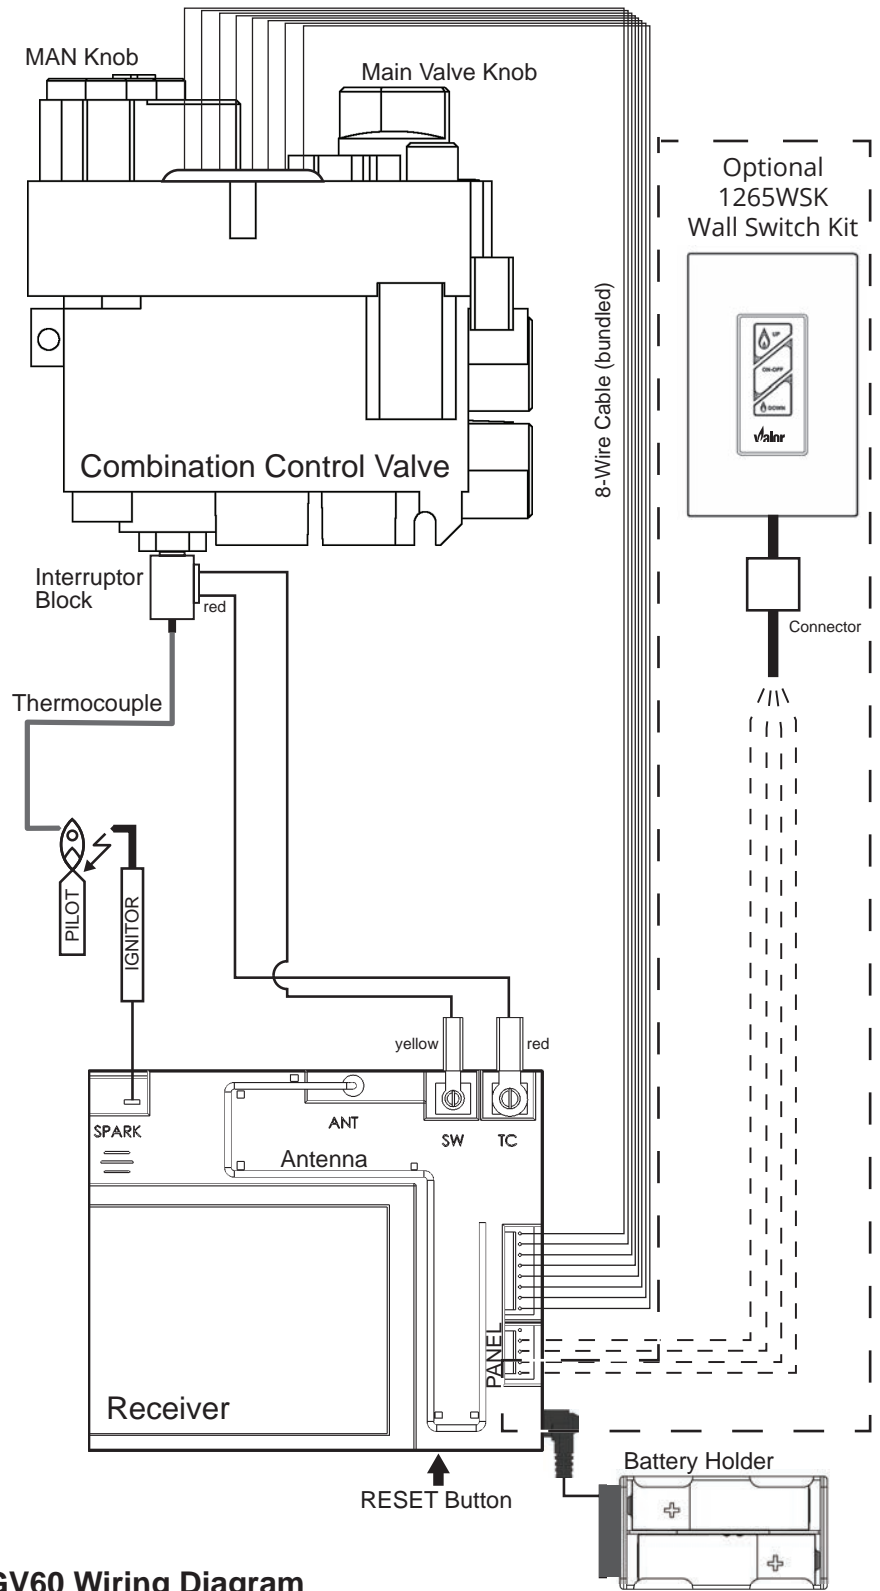 MAN Knob
Main Valve Knob
Optional
1265WSK
Wall Switch Kit
UP
ON-OFF
DOWN
Valor
8-Wire Cable (bundled)
Combination Control Valve
Interruptor
Block
red
Connector
Thermocouple
PILOT
IGNITOR
yellow
red
SPARK
ANT
SW
TC
Antenna
PANEL
Receiver
RESET Button
Battery Holder
+
+
GV60 Wiring Diagram